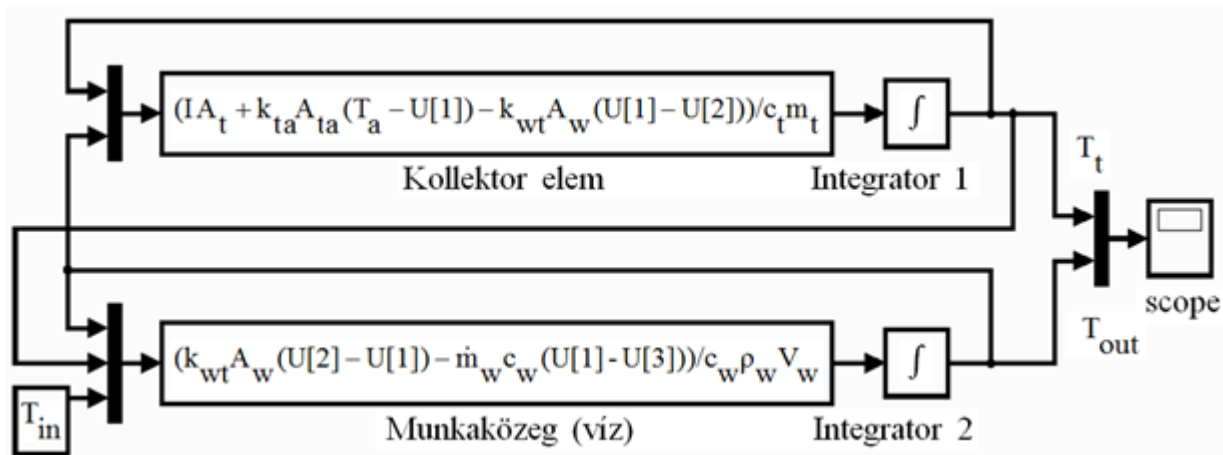 (IA_t + k_ta A_ta (T_a − U[1]) − k_wt A_w (U[1] − U[2]))/c_t m_t
∫
Kollektor elem
Integrator 1
T_t
scope
(k_wt A_w (U[2] − U[1]) − ṁ_w c_w (U[1] - U[3]))/c_w ρ_w V_w
∫
T_out
T_in
Munkaközeg (víz)
Integrator 2